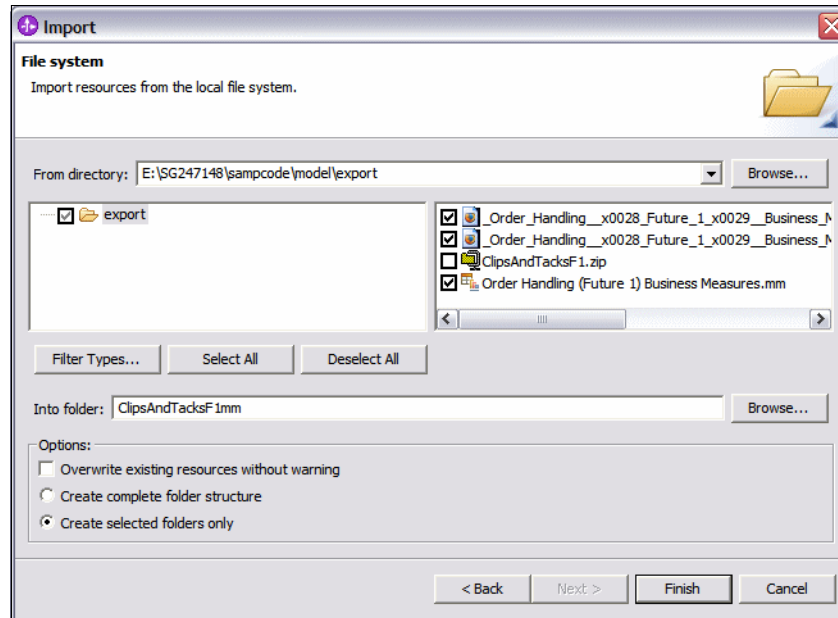 Import
File system
Import resources from the local file system.
From directory: E:\SG247148\sampcode\model\export Browse...
export
_Order_Handling__x0028_Future_1_x0029__Business_M
_Order_Handling__x0028_Future_1_x0029__Business_M
ClipsAndTacksF1.zip
Order Handling (Future 1) Business Measures.mm
Filter Types... Select All Deselect All
Into folder: ClipsAndTacksF1mm Browse...
Options:
Overwrite existing resources without warning
Create complete folder structure
Create selected folders only
< Back Next > Finish Cancel